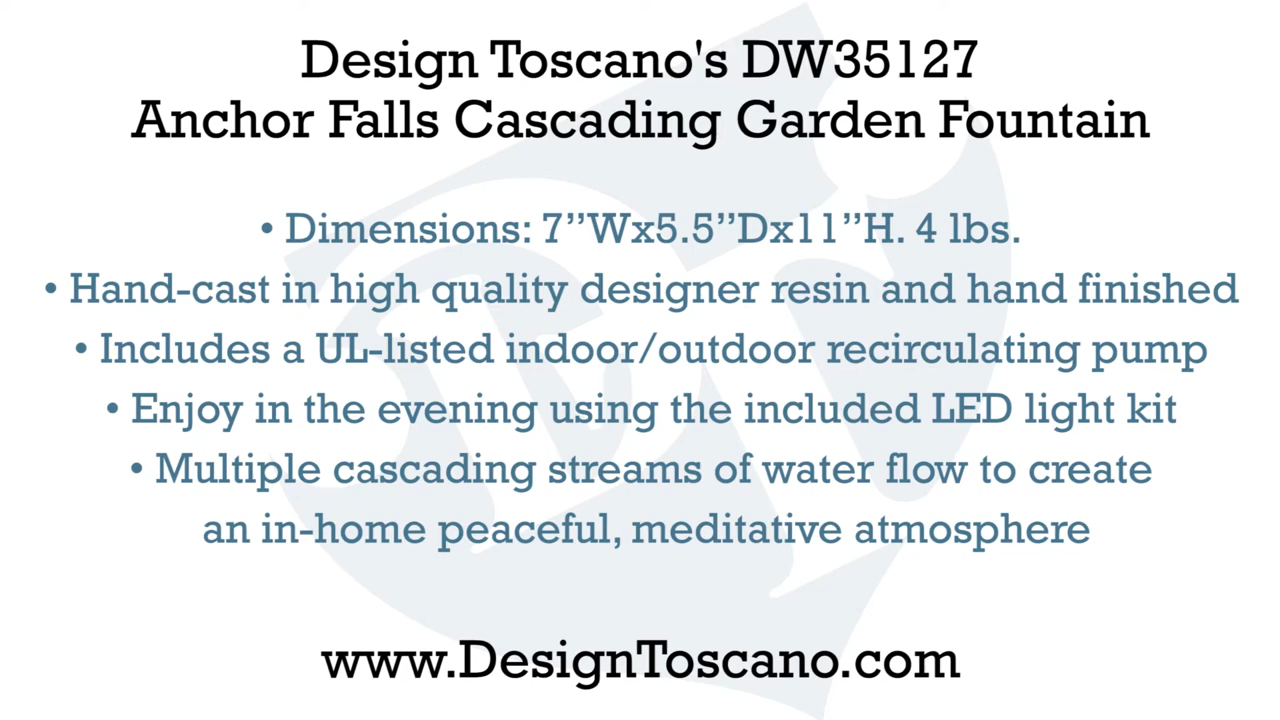 Design Toscano's DW35127
Anchor Falls Cascading Garden Fountain
• Dimensions: 7”Wx5.5”Dx11”H. 4 lbs.
• Hand-cast in high quality designer resin and hand finished
• Includes a UL-listed indoor/outdoor recirculating pump
• Enjoy in the evening using the included LED light kit
• Multiple cascading streams of water flow to create
an in-home peaceful, meditative atmosphere
www.DesignToscano.com